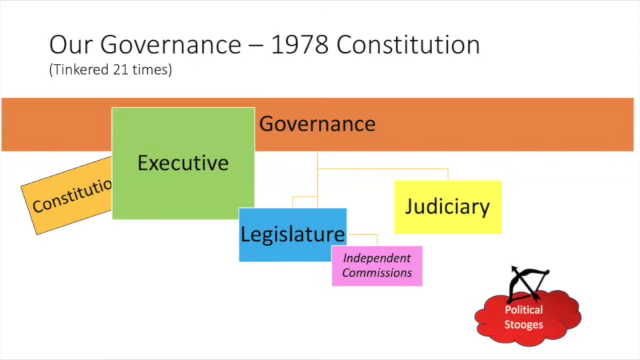 Our Governance – 1978 Constitution
(Tinkered 21 times)
Governance
Executive
Constitutio
Judiciary
Legislature
Independent
Commissions
Political
Stooges